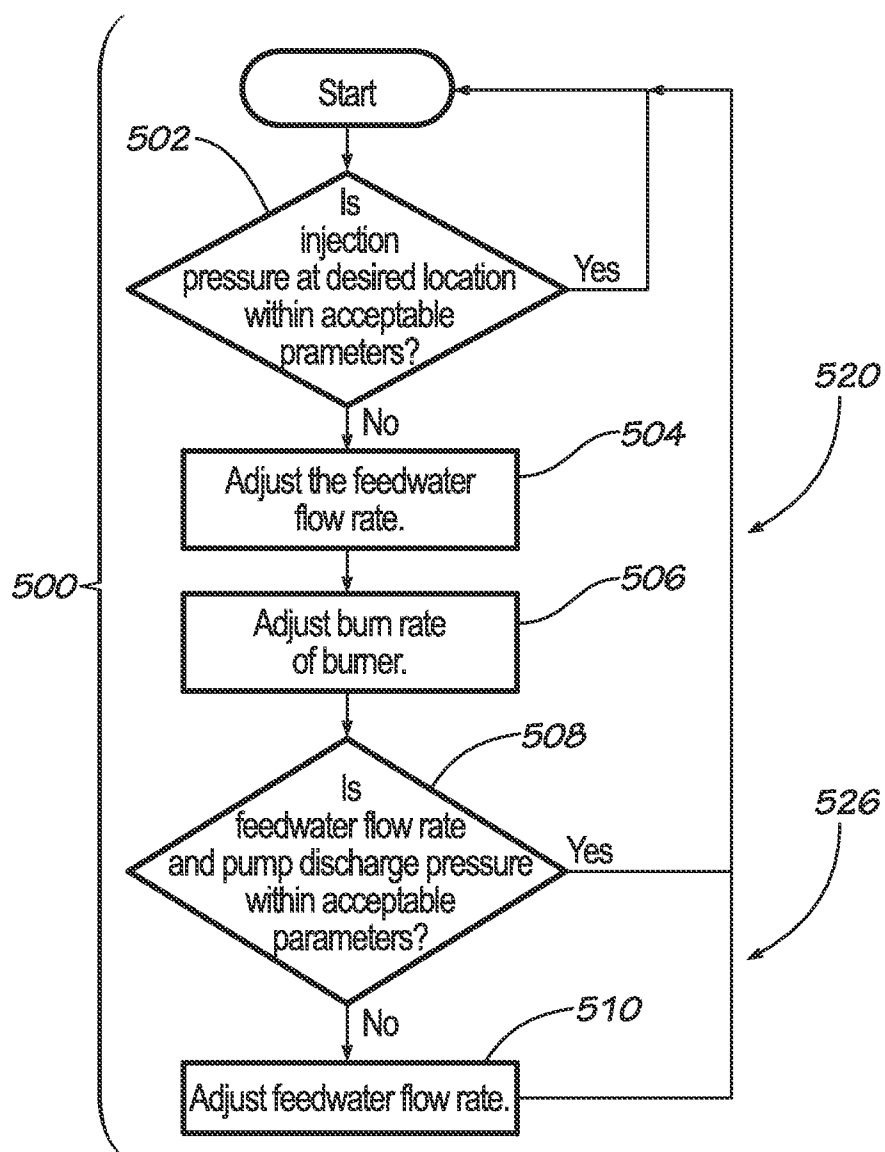 Start
502
Is
injection
pressure at desired location
within acceptable
prameters?
Yes
520
No
504
Adjust the feedwater
flow rate.
500
506
Adjust burn rate
of burner.
508
Is
feedwater flow rate
and pump discharge pressure
within acceptable
parameters?
Yes
526
No
510
Adjust feedwater flow rate.